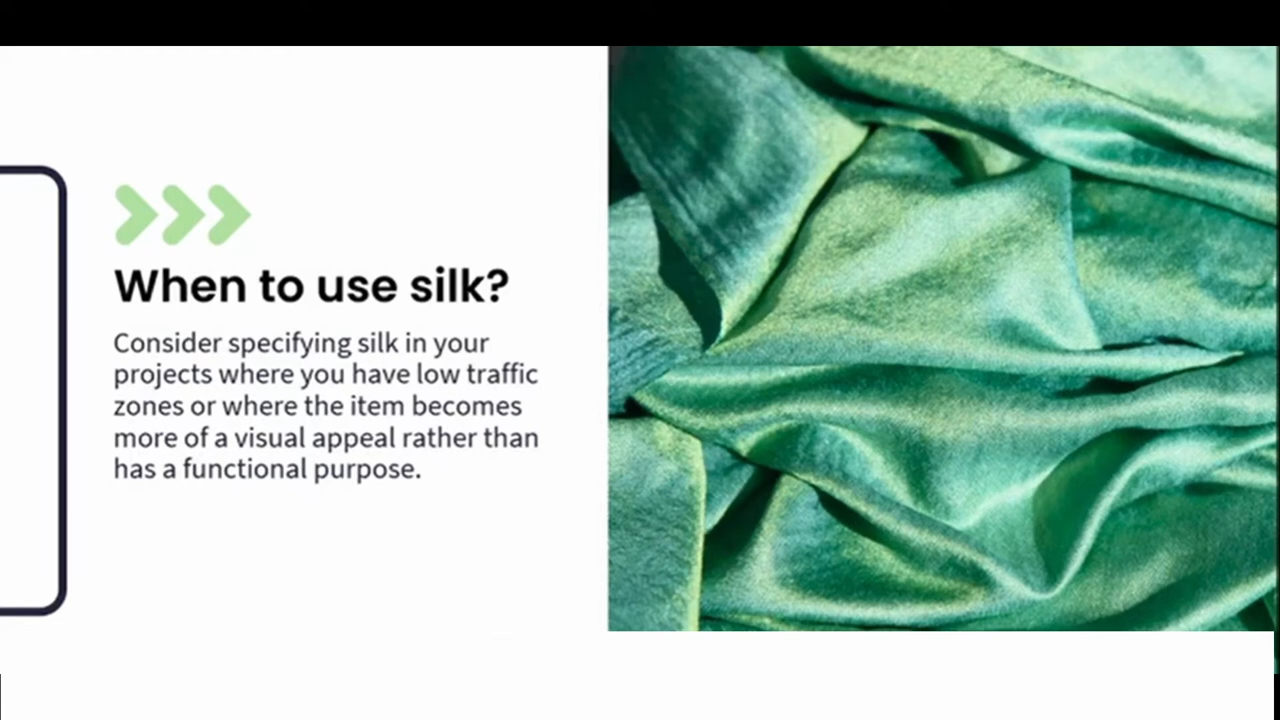 When to use silk?
Consider specifying silk in your
projects where you have low traffic
zones or where the item becomes
more of a visual appeal rather than
has a functional purpose.